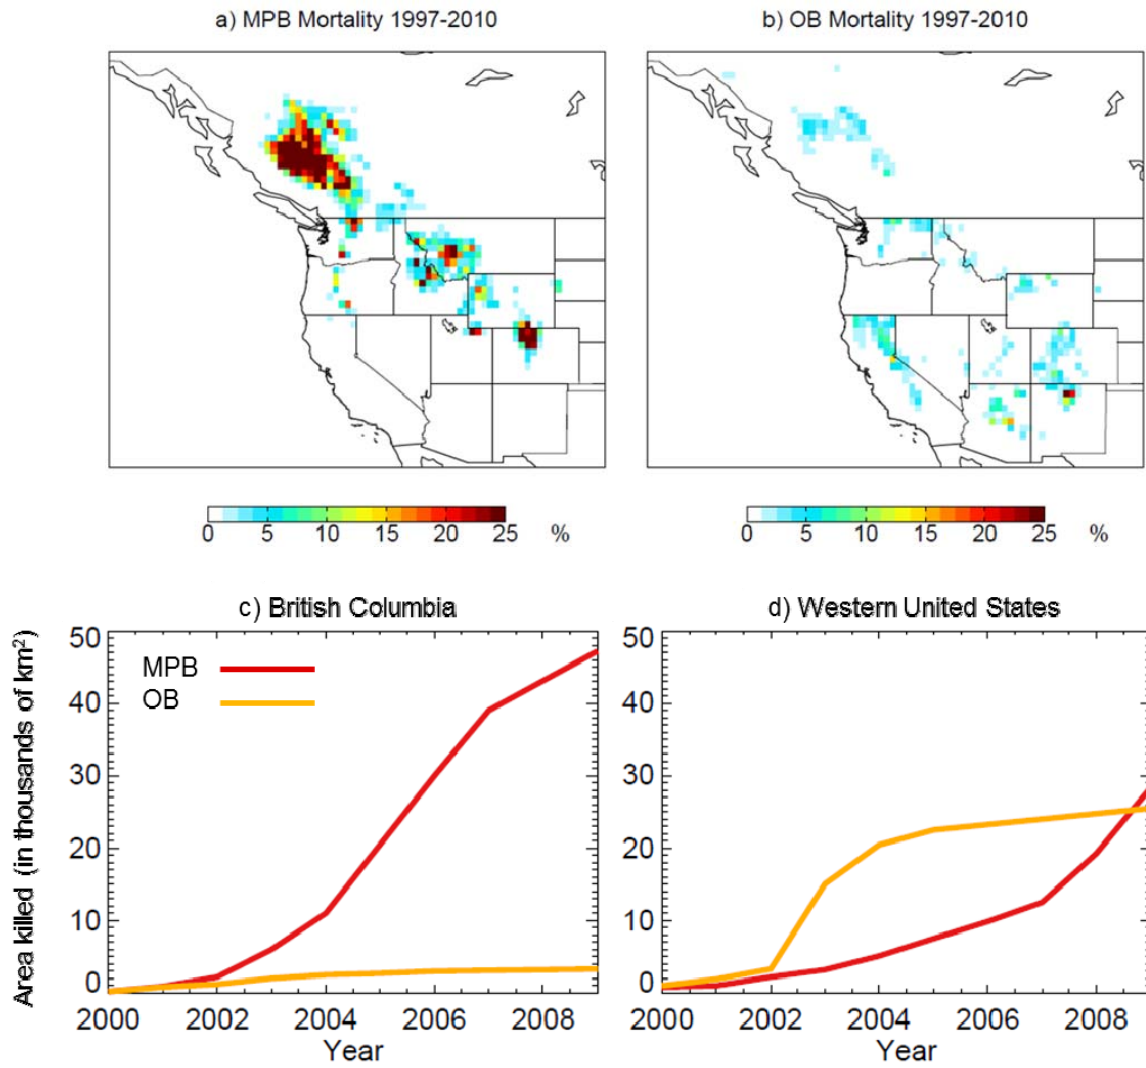 a) MPB Mortality 1997-2010
b) OB Mortality 1997-2010
0 5 10 15 20 25 %
0 5 10 15 20 25 %
c) British Columbia
d) Western United States
Area killed (in thousands of km²)
50
40
30
20
10
0
MPB
OB
2000 2002 2004 2006 2008
Year
50
40
30
20
10
0
2000 2002 2004 2006 2008
Year